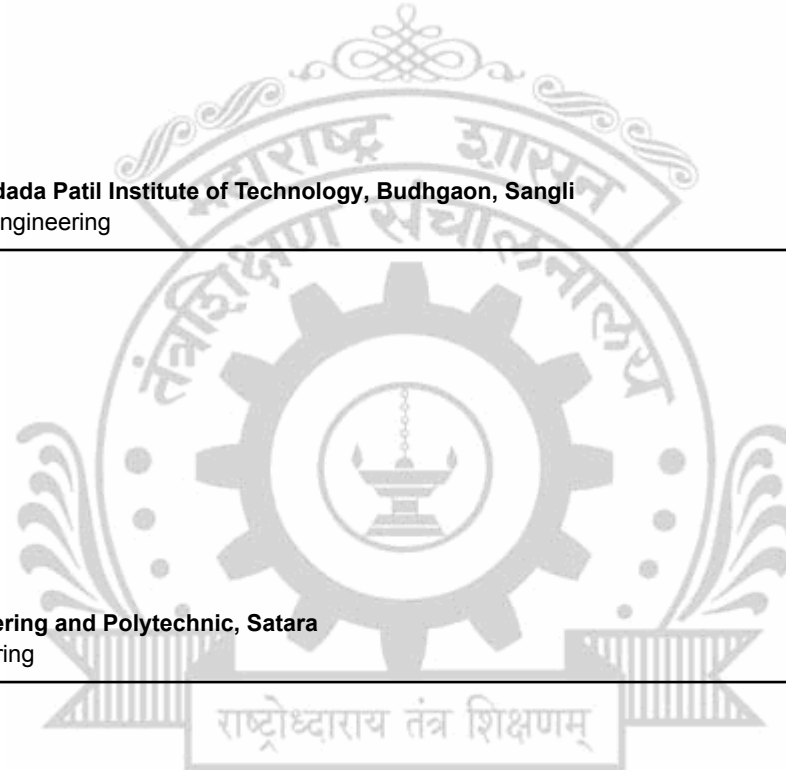 महाराष्ट्र शासन
dada Patil Institute of Technology, Budhgaon, Sangli
ngineering
तंत्रशिक्षण संचालनालय
ering and Polytechnic, Satara
ring
राष्ट्रोध्दाराय तंत्र शिक्षणम्